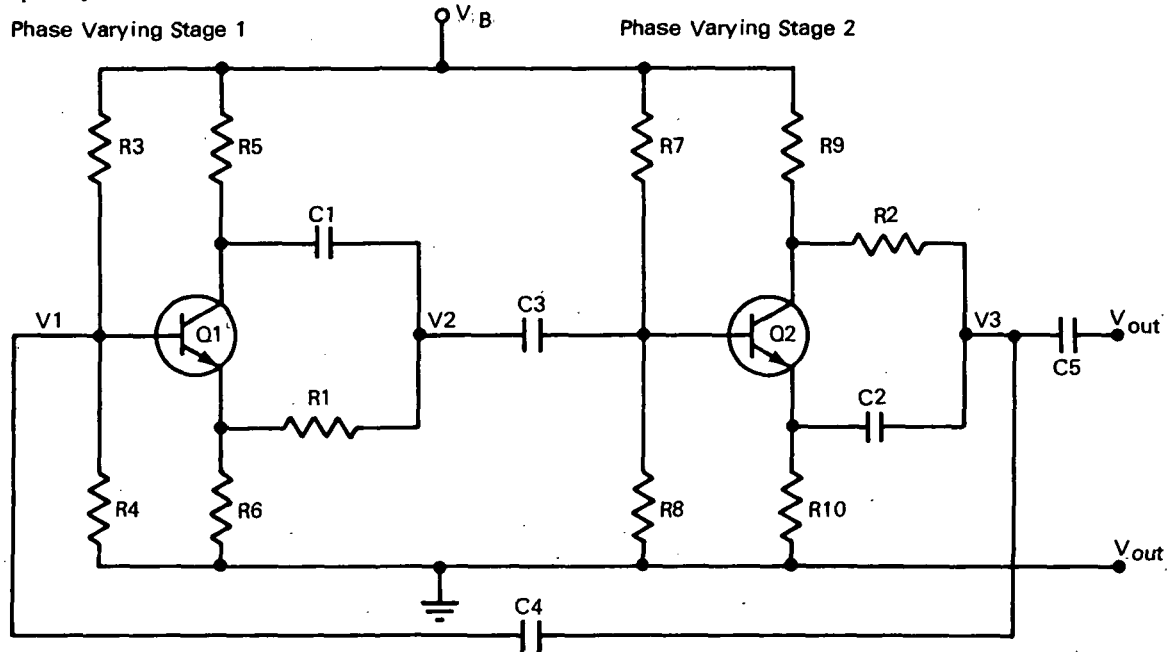 V B
Phase Varying Stage 1
Phase Varying Stage 2
R3
R5
R7
R9
C1
R2
V1
Q1
V2
C3
Q2
V3
Vout
C5
R1
C2
R4
R6
R8
R10
Vout
C4